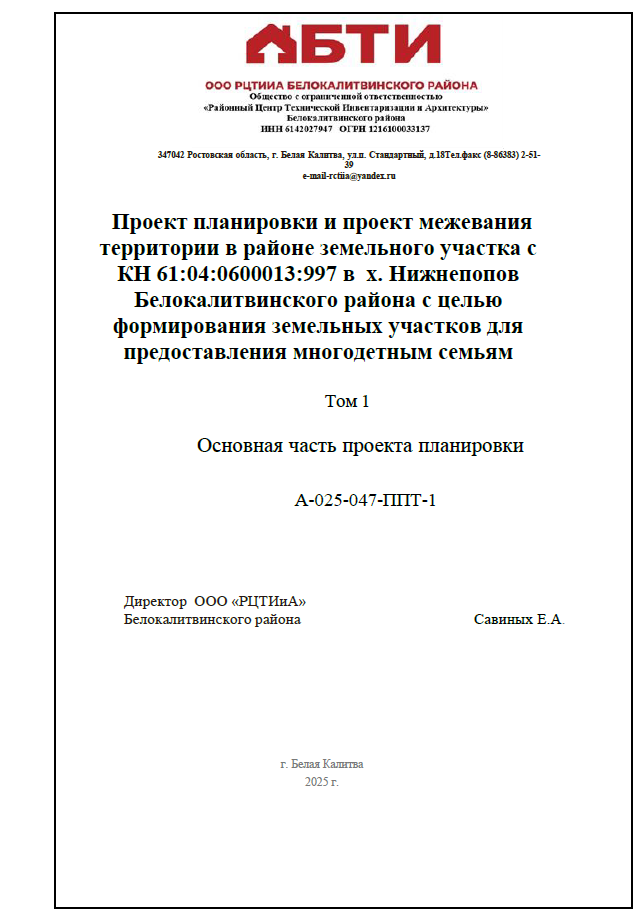 БТИ
ООО РЦТИИА БЕЛОКАЛИТВИНСКОГО РАЙОНА
Общество с ограниченной ответственностью
«Районный Центр Технической Инвентаризации и Архитектуры»
Белокалитвинского района
ИНН 6142027947 ОГРН 1216100033137
347042 Ростовская область, г. Белая Калитва, ул.п. Стандартный, д.18Тел.факс (8-86383) 2-51-
39
e-mail-rctiia@yandex.ru
Проект планировки и проект межевания
территории в районе земельного участка с
КН 61:04:0600013:997 в х. Нижнепопов
Белокалитвинского района с целью
формирования земельных участков для
предоставления многодетным семьям
Том 1
Основная часть проекта планировки
А-025-047-ППТ-1
Директор ООО «РЦТИиА»
Белокалитвинского района Савиных Е.А.
г. Белая Калитва
2025 г.